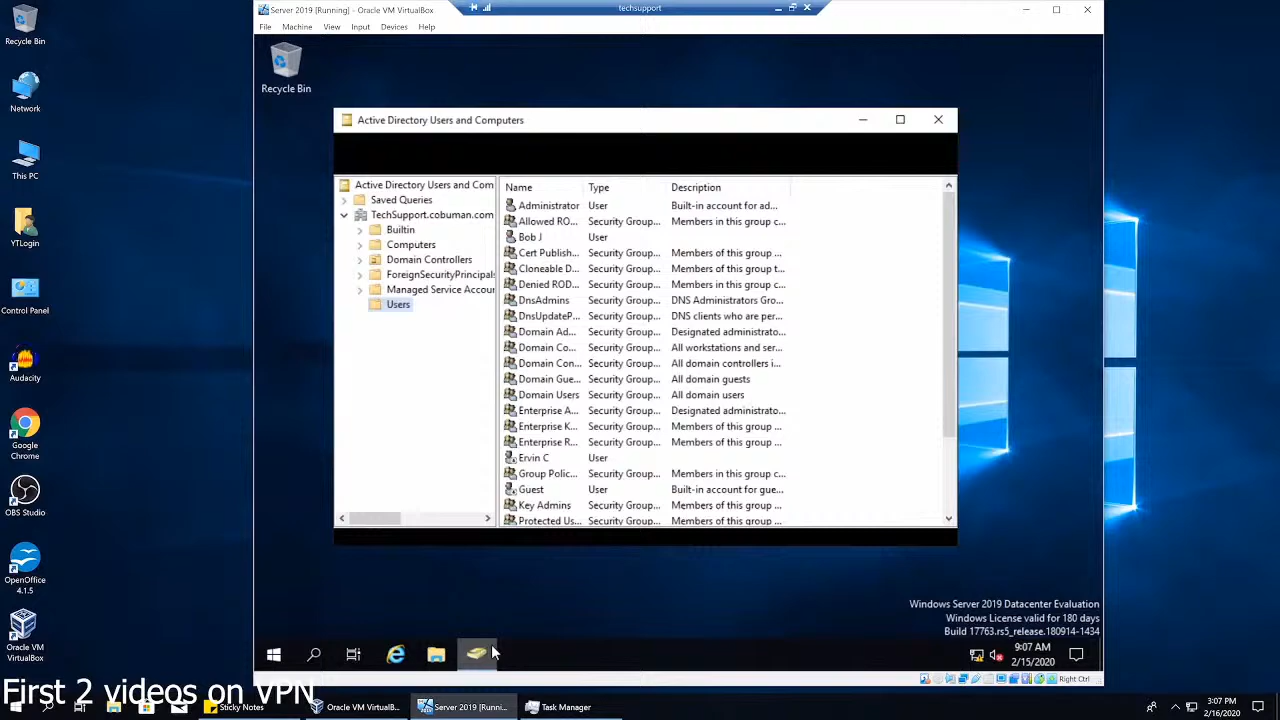 Server 2019 [Running] - Oracle VM VirtualBox
techsupport
File Machine View Input Devices Help
Recycle Bin
Network
This PC
YTLogin
Audacity
Google Chrome
OBS Studio
OpenOffice 4.1.5
Oracle VM VirtualBox
Recycle Bin
Active Directory Users and Computers
Active Directory Users and Com
Saved Queries
TechSupport.cobuman.com
Builtin
Computers
Domain Controllers
ForeignSecurityPrincipals
Managed Service Accour
Users
Name Type Description
Administrator User Built-in account for ad...
Allowed RO... Security Group... Members in this group c...
Bob J User
Cert Publish... Security Group... Members of this group ...
Cloneable D... Security Group... Members of this group t...
Denied ROD... Security Group... Members in this group c...
DnsAdmins Security Group... DNS Administrators Gro...
DnsUpdateP... Security Group... DNS clients who are per...
Domain Ad... Security Group... Designated administrato...
Domain Co... Security Group... All workstations and ser...
Domain Con... Security Group... All domain controllers i...
Domain Gue... Security Group... All domain guests
Domain Users Security Group... All domain users
Enterprise A... Security Group... Designated administrato...
Enterprise K... Security Group... Members of this group ...
Enterprise R... Security Group... Members of this group ...
Ervin C User
Group Polic... Security Group... Members in this group c...
Guest User Built-in account for gue...
Key Admins Security Group... Members of this group ...
Protected Us... Security Group... Members of this group ...
Windows Server 2019 Datacenter Evaluation
Windows License valid for 180 days
Build 17763.rs5_release.180914-1434
9:07 AM
2/15/2020
Right Ctrl
First 2 videos on VPN
Sticky Notes
Oracle VM VirtualB...
Server 2019 [Runni...
Task Manager
3:07 PM
2/16/2020